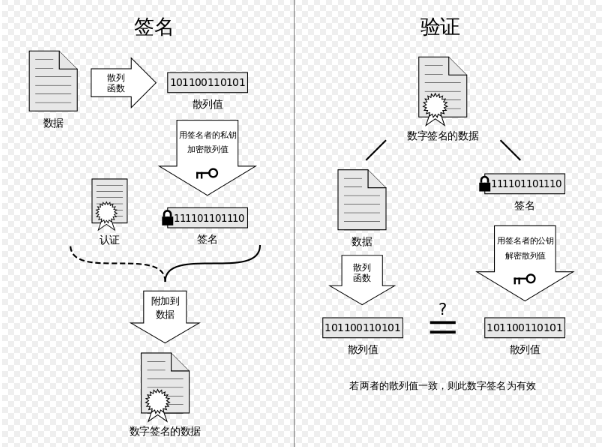 签名
散列
函数
101100110101
散列值
数据
用签名者的私钥
加密散列值
认证
111101101110
签名
附加到
数据
数字签名的数据
验证
数字签名的数据
111101101110
签名
数据
散列
函数
用签名者的公钥
解密散列值
101100110101
散列值
?
101100110101
散列值
若两者的散列值一致，则此数字签名为有效